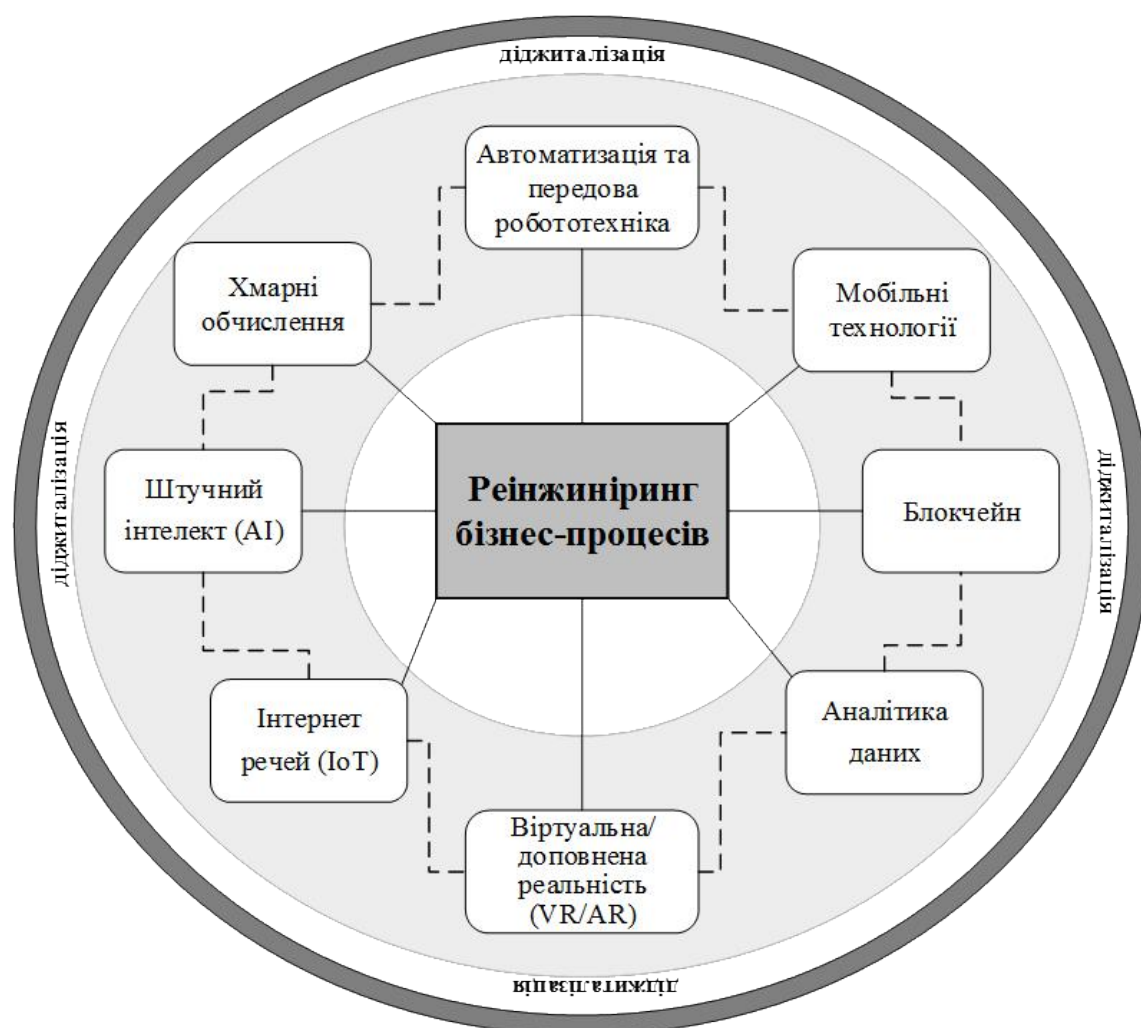 діджиталізація
Автоматизація та
передова
робототехніка
Хмарні
обчислення
Мобільні
технології
діджиталізація
Штучний
інтелект (AI)
Реінжиніринг
бізнес-процесів
Блокчейн
діджиталізація
Інтернет
речей (IoT)
Аналітика
даних
Віртуальна/
доповнена
реальність
(VR/AR)
діджиталізація